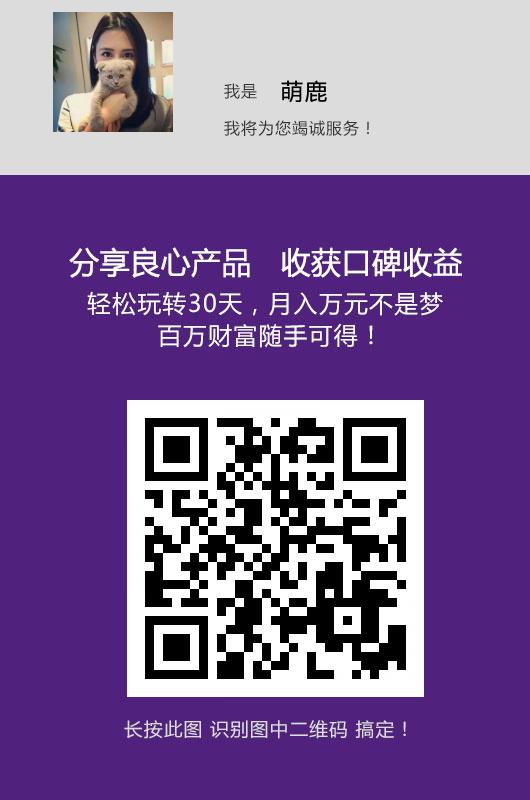 我是 萌鹿
我将为您竭诚服务！
分享良心产品 收获口碑收益
轻松玩转30天，月入万元不是梦
百万财富随手可得！
长按此图 识别图中二维码 搞定！